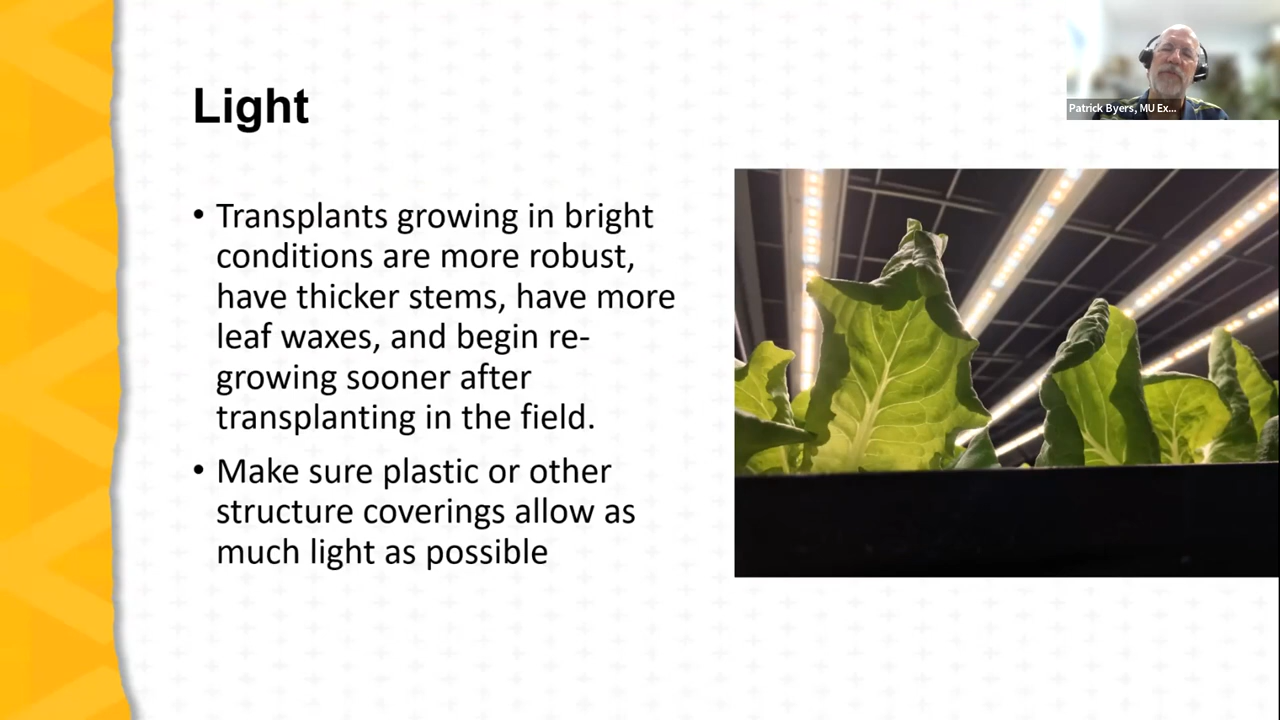 Patrick Byers, MU Ex...
Light
• Transplants growing in bright
conditions are more robust,
have thicker stems, have more
leaf waxes, and begin re-
growing sooner after
transplanting in the field.
• Make sure plastic or other
structure coverings allow as
much light as possible